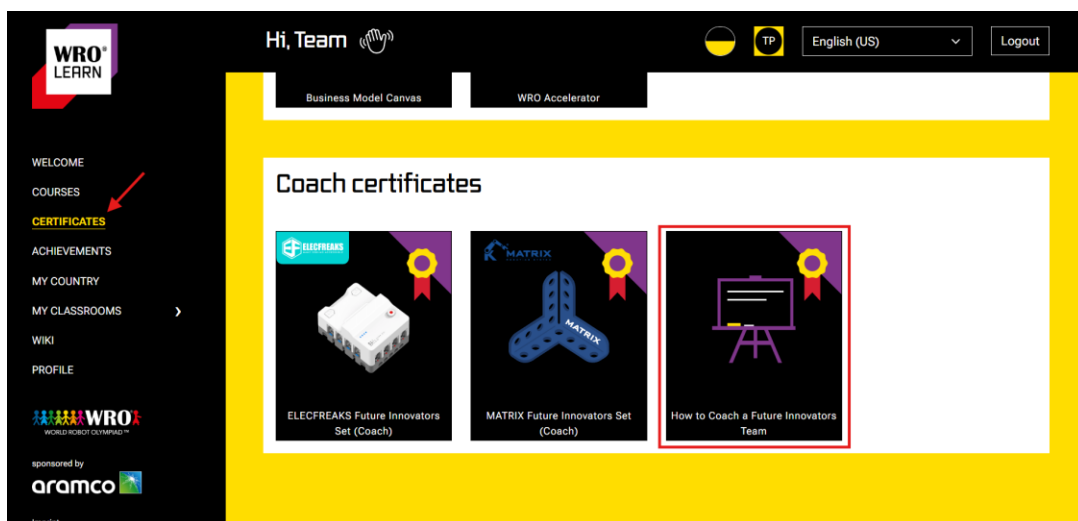 WRO®
LEARN
Hi, Team
TP
English (US)
Logout
Business Model Canvas
WRO Accelerator
WELCOME
COURSES
CERTIFICATES
ACHIEVEMENTS
MY COUNTRY
MY CLASSROOMS
WIKI
PROFILE
WRO
WORLD ROBOT OLYMPIAD™
sponsored by
aramco
Coach certificates
ELECFREAKS
MATRIX
MATRIX
ELECFREAKS Future Innovators
Set (Coach)
MATRIX Future Innovators Set
(Coach)
How to Coach a Future Innovators
Team